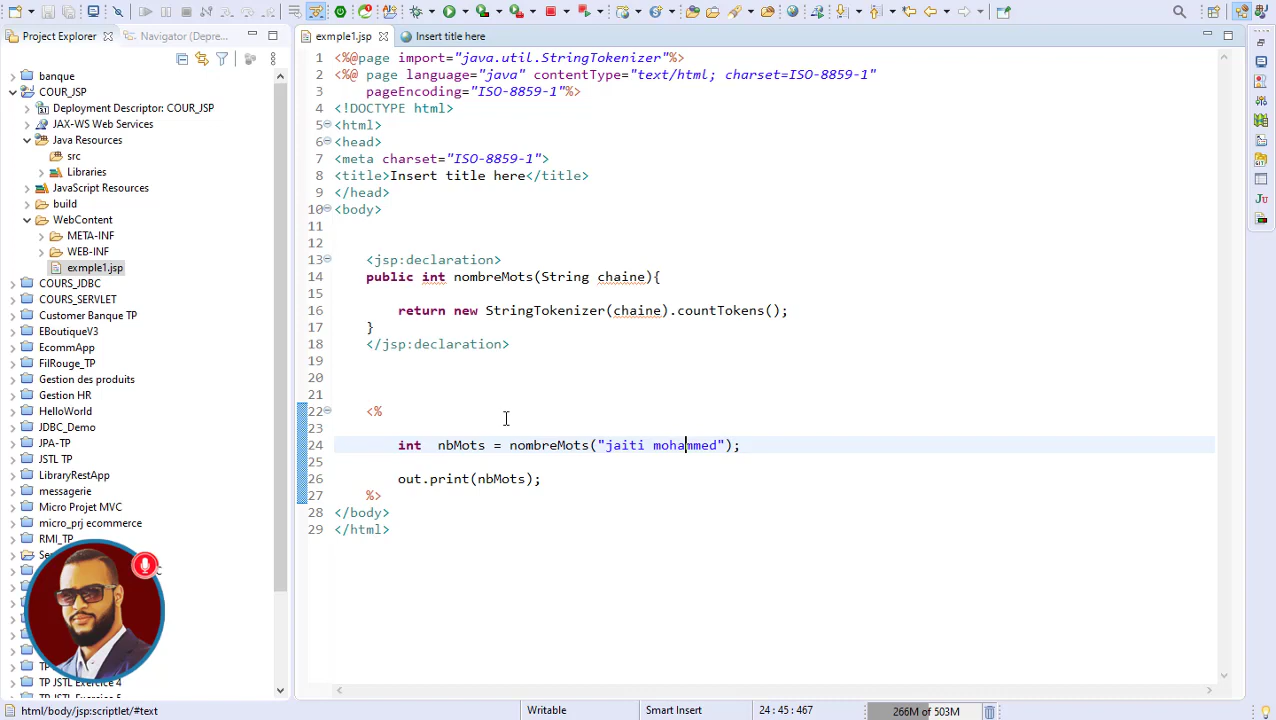 Project Explorer
Navigator (Depre...
exmple1.jsp
Insert title here
banque
COUR_JSP
Deployment Descriptor: COUR_JSP
JAX-WS Web Services
Java Resources
src
Libraries
JavaScript Resources
build
WebContent
META-INF
WEB-INF
exmple1.jsp
COURS_JDBC
COURS_SERVLET
Customer Banque TP
EBoutiqueV3
EcommApp
FilRouge_TP
Gestion des produits
Gestion HR
HelloWorld
JDBC_Demo
JPA-TP
JSTL TP
LibraryRestApp
messagerie
Micro Projet MVC
micro_prj ecommerce
RMI_TP
TP JSTL Exercice 4
1 <%@page import="java.util.StringTokenizer"%>
2 <%@ page language="java" contentType="text/html; charset=ISO-8859-1"
3 pageEncoding="ISO-8859-1"%>
4 <!DOCTYPE html>
5 <html>
6 <head>
7 <meta charset="ISO-8859-1">
8 <title>Insert title here</title>
9 </head>
10 <body>
11
12
13 <jsp:declaration>
14 public int nombreMots(String chaine){
15
16 return new StringTokenizer(chaine).countTokens();
17 }
18 </jsp:declaration>
19
20
21
22 <%
23
24 int nbMots = nombreMots("jaiti mohammed");
25
26 out.print(nbMots);
27 %>
28 </body>
29 </html>
html/body/jsp:scriptlet/#text
Writable
Smart Insert
24 : 45 : 467
266M of 503M